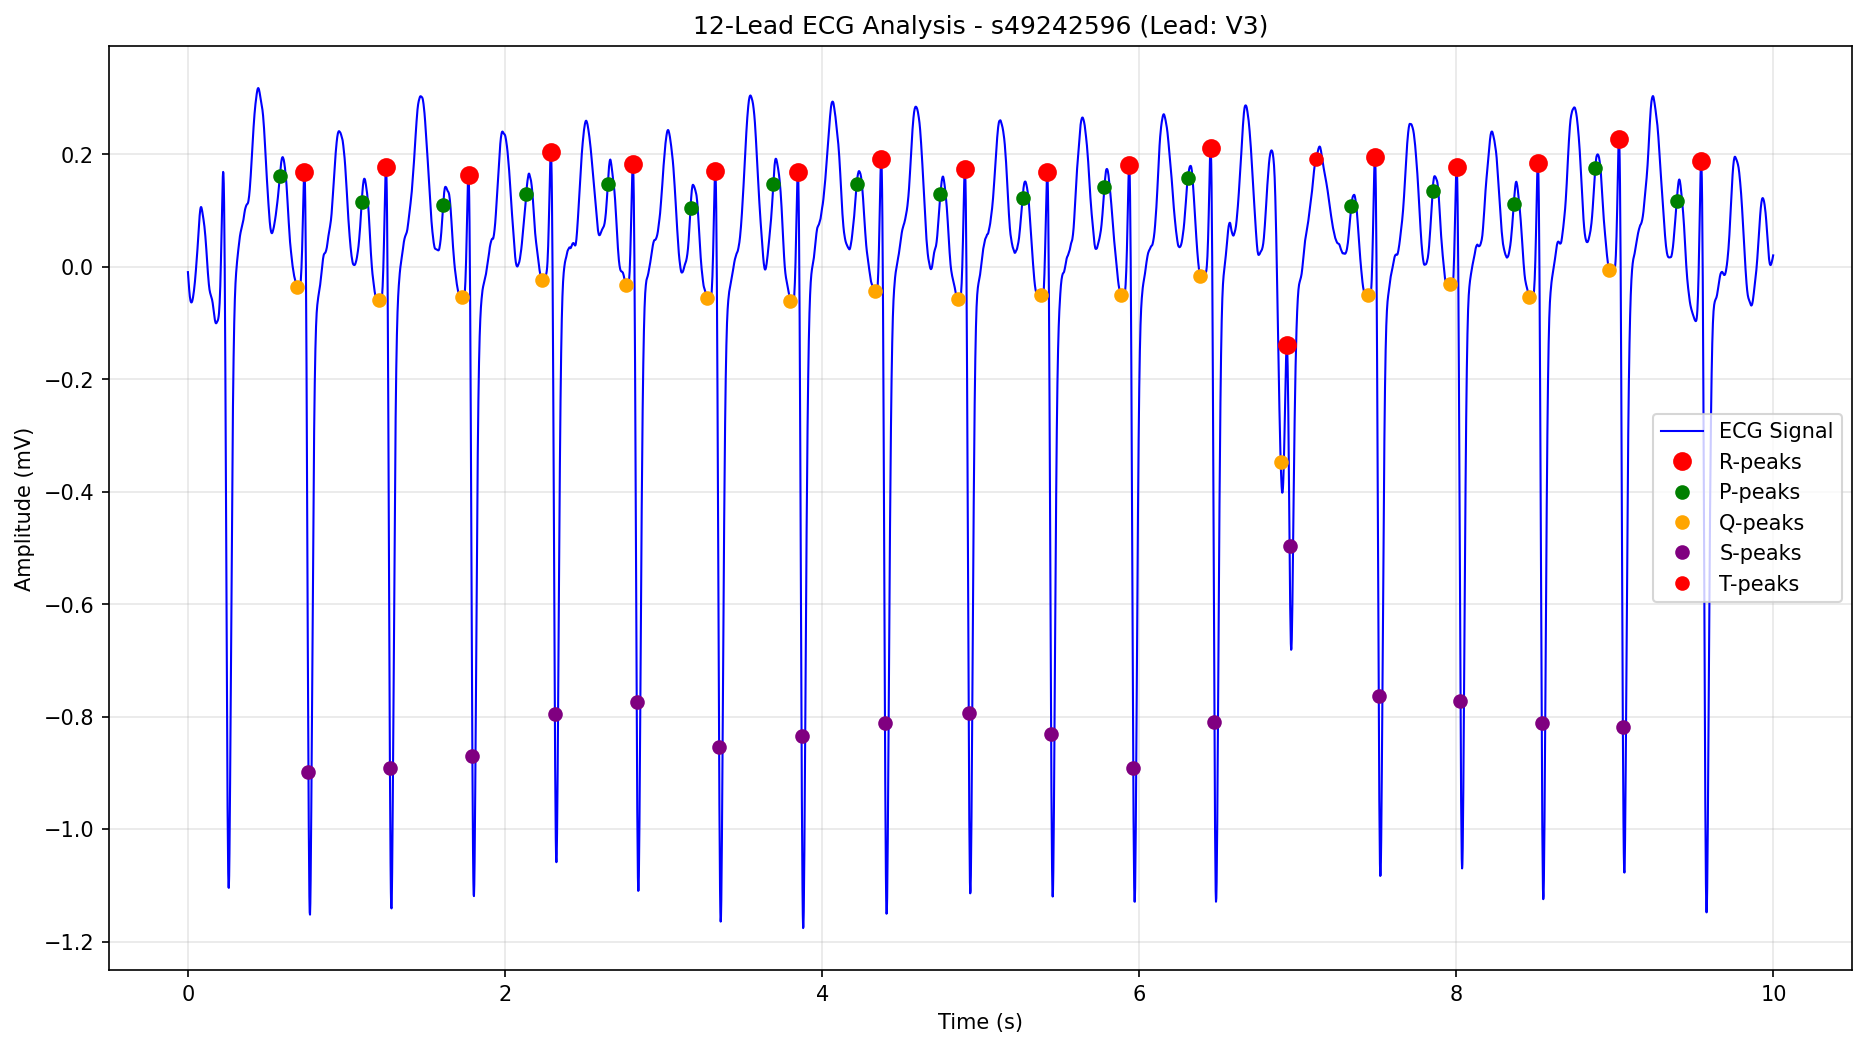 12-Lead ECG Analysis - s49242596 (Lead: V3)
Amplitude (mV)
0.2
0.0
−0.2
−0.4
−0.6
−0.8
−1.0
−1.2
ECG Signal
R-peaks
P-peaks
Q-peaks
S-peaks
T-peaks
0 2 4 6 8 10
Time (s)